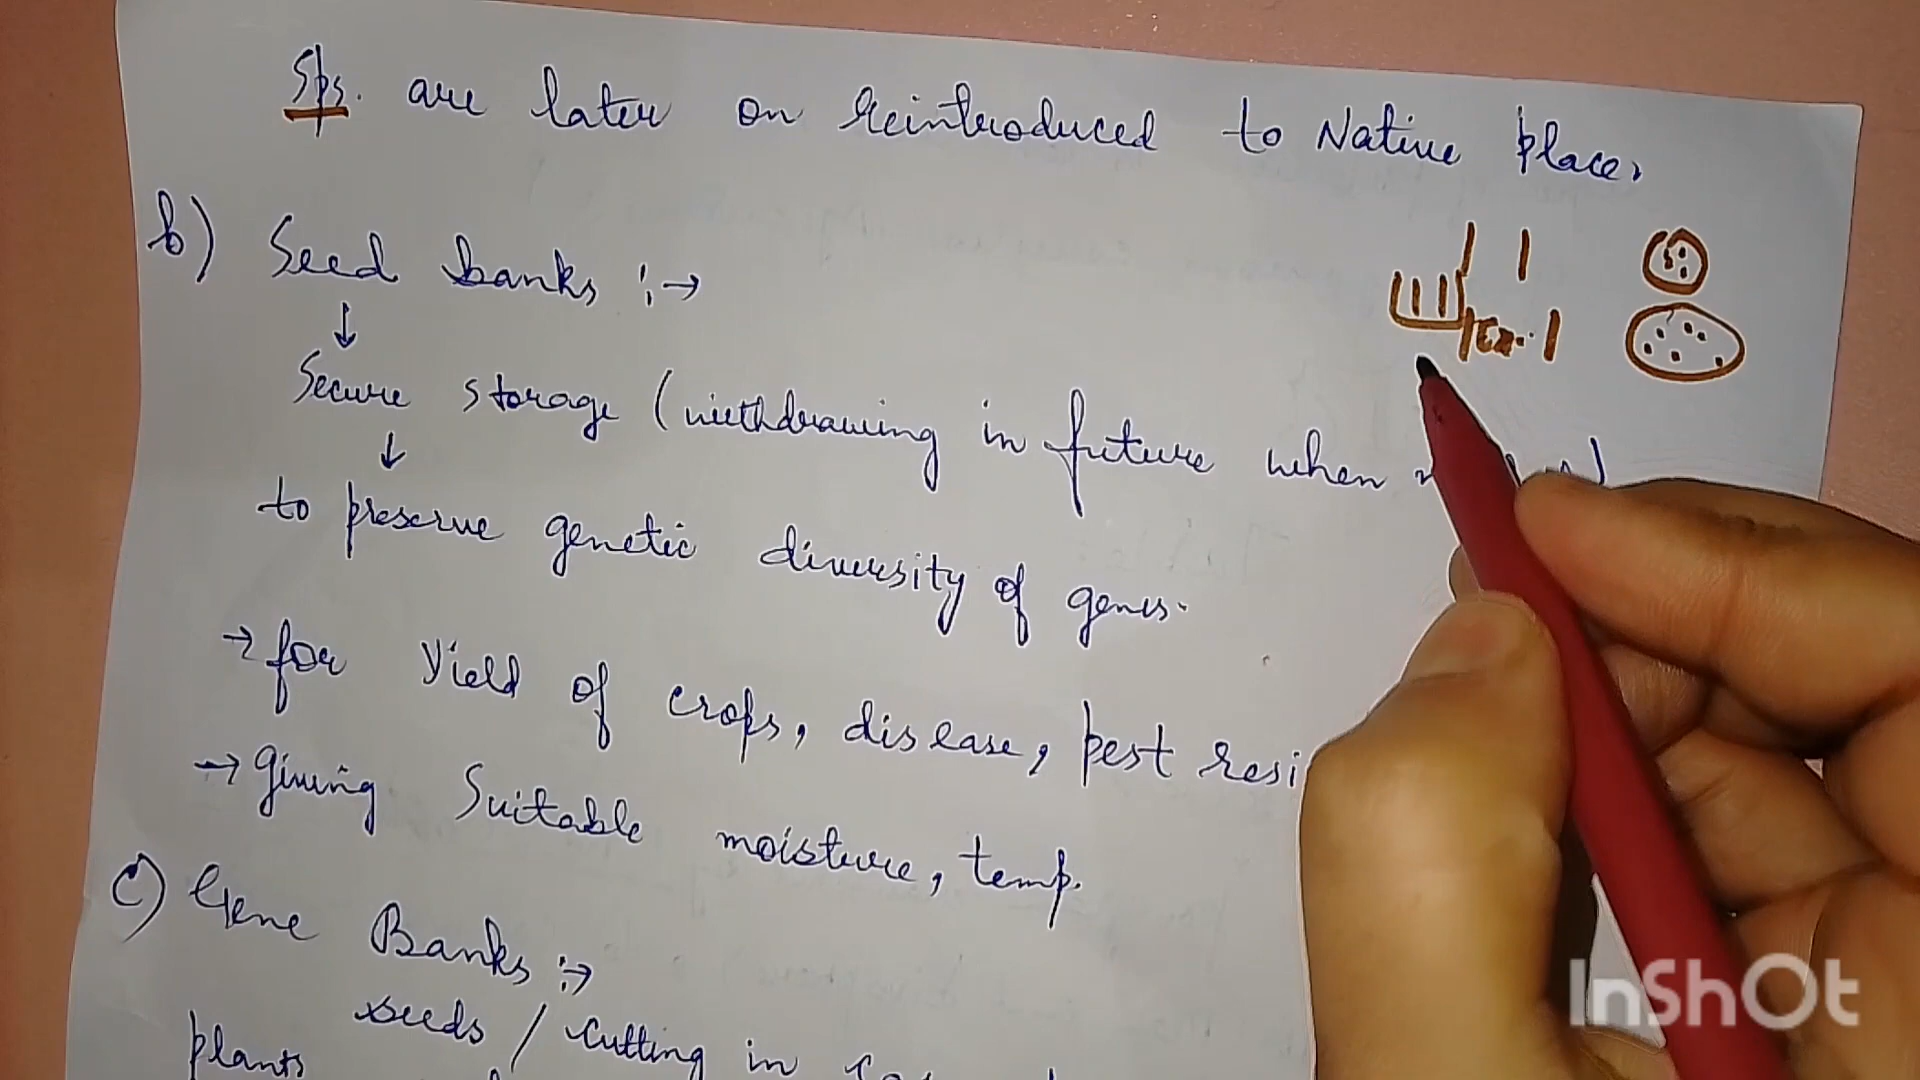 Sps. are later on reintroduced to Native place.
b) Seed banks :→
↓
Secure storage (withdrawing in future when
↓
to preserve genetic diversity of genes.
→ for Yield of crops, disease, pest resi
→ giving Suitable moisture, temp.
c) Gene Banks :→
seeds / cutting in
plants
InShOt